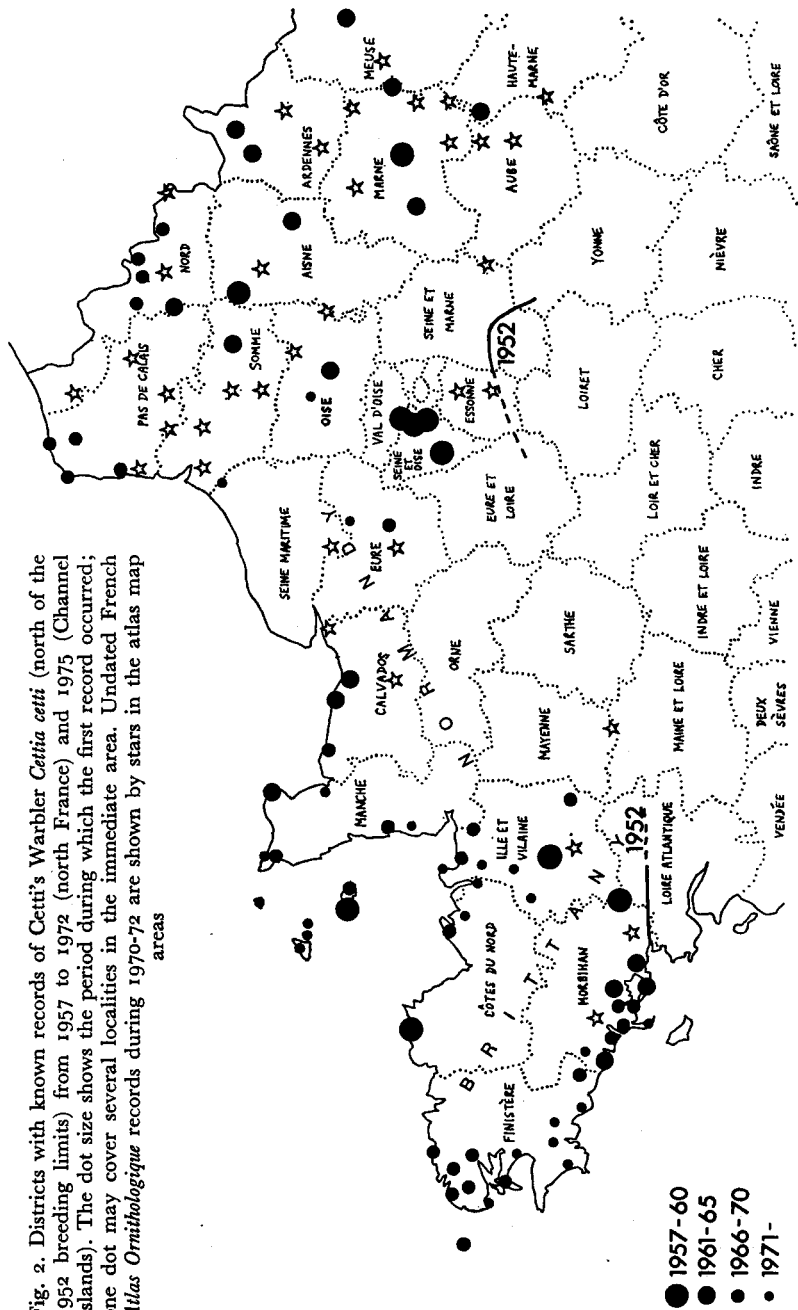 Fig. 2. Districts with known records of Cetti's Warbler Cettia cetti (north of the
952 breeding limits) from 1957 to 1972 (north France) and 1975 (Channel
slands). The dot size shows the period during which the first record occurred;
ne dot may cover several localities in the immediate area. Undated French
Atlas Ornithologique records during 1970-72 are shown by stars in the atlas map
areas
PAS DE CALAIS
NORD
SOMME
AISNE
ARDENNES
MEUSE
SEINE MARITIME
OISE
MARNE
HAUTE-
MARNE
VAL D'OISE
SEINE
ET
OISE
SEINE ET
MARNE
ESSONNE
AUBE
EURE
CALVADOS
MANCHE
ORNE
NORMANDY
EURE ET
LOIRE
1952
YONNE
CÔTE D'OR
CÔTES DU NORD
ILLE ET
VILAINE
MAYENNE
SARTHE
LOIRET
FINISTÈRE
MORBIHAN
BRITTANY
1952
LOIRE ATLANTIQUE
MAINE ET LOIRE
INDRE ET LOIRE
LOIR ET CHER
CHER
NIÈVRE
SAÔNE ET LOIRE
VENDÉE
DEUX
SÈVRES
VIENNE
INDRE
1957-60
1961-65
1966-70
1971-